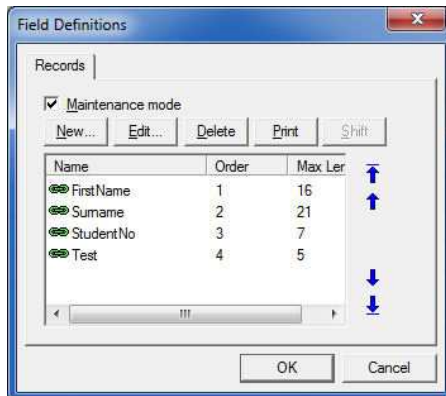 Field Definitions
Records
Maintenance mode
New... Edit... Delete Print Shift
Name Order Max Ler
FirstName 1 16
Surname 2 21
StudentNo 3 7
Test 4 5
OK Cancel